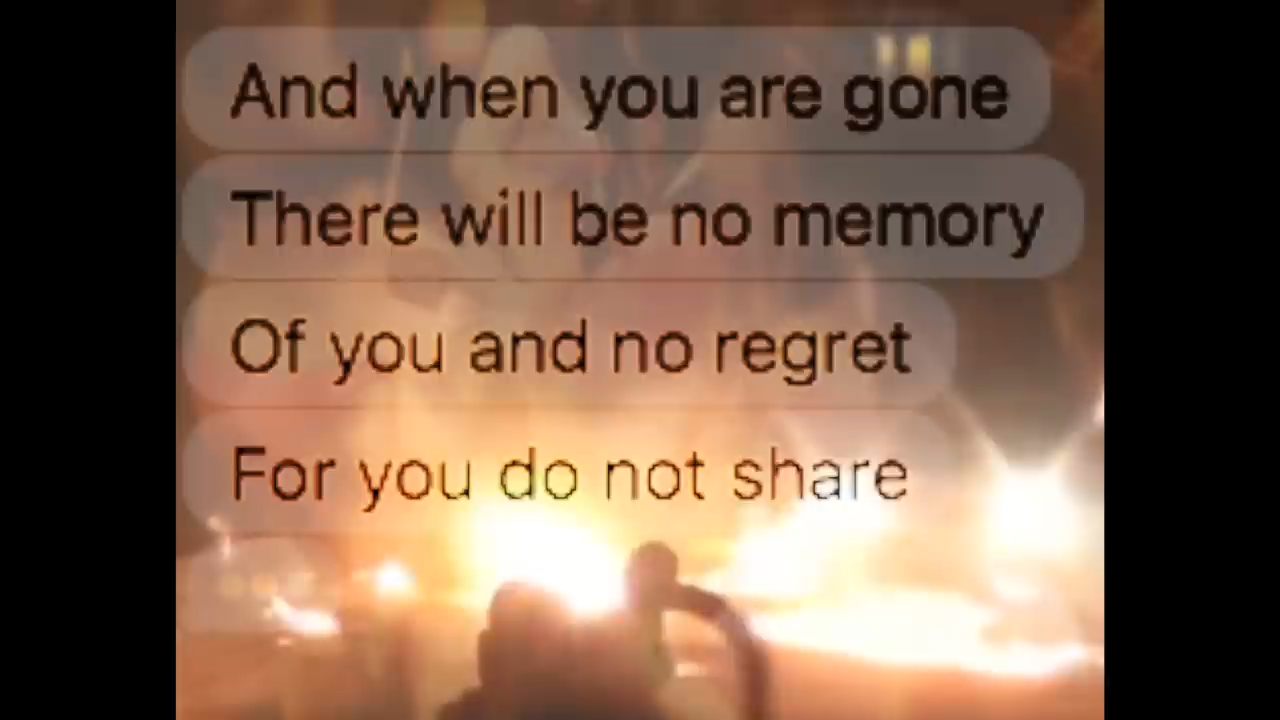 And when you are gone
There will be no memory
Of you and no regret
For you do not share